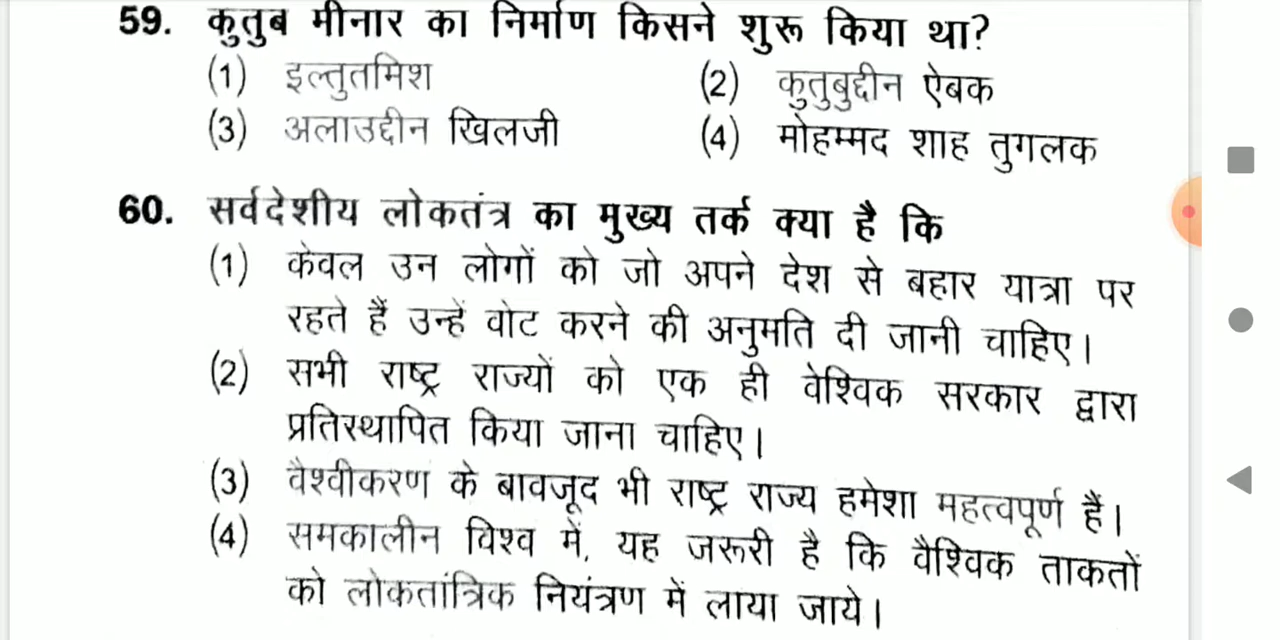 59. कुतुब मीनार का निर्माण किसने शुरू किया था?
(1) इल्तुतमिश (2) कुतुबुद्दीन ऐबक
(3) अलाउद्दीन खिलजी (4) मोहम्मद शाह तुगलक
60. सर्वदेशीय लोकतंत्र का मुख्य तर्क क्या है कि
(1) केवल उन लोगों को जो अपने देश से बहार यात्रा पर
रहते हैं उन्हें वोट करने की अनुमति दी जानी चाहिए।
(2) सभी राष्ट्र राज्यों को एक ही वेश्विक सरकार द्वारा
प्रतिस्थापित किया जाना चाहिए।
(3) वैश्वीकरण के बावजूद भी राष्ट्र राज्य हमेशा महत्वपूर्ण हैं।
(4) समकालीन विश्व में, यह जरूरी है कि वैश्विक ताकतों
को लोकतांत्रिक नियंत्रण में लाया जाये।